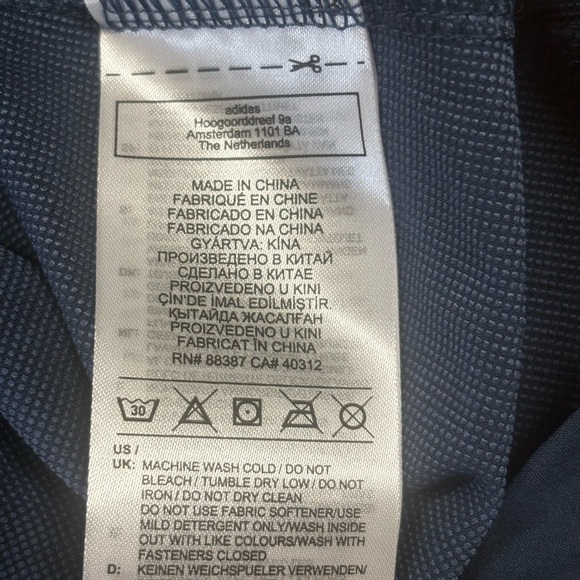 adidas
Hoogoorddreef 9a
Amsterdam 1101 BA
The Netherlands
MADE IN CHINA
FABRIQUÉ EN CHINE
FABRICADO EN CHINA
FABRICADO NA CHINA
GYÁRTVA: KÍNA
ПРОИЗВЕДЕНО В КИТАЙ
СДЕЛАНО В КИТАЕ
PROIZVEDENO U KINI
ÇİN'DE İMAL EDİLMİŞTİR.
ҚЫТАЙДА ЖАСАЛҒАН
PROIZVEDENO U KINI
FABRICAT ÎN CHINA
RN# 88387 CA# 40312
30
US /
UK: MACHINE WASH COLD / DO NOT
BLEACH / TUMBLE DRY LOW / DO NOT
IRON / DO NOT DRY CLEAN
DO NOT USE FABRIC SOFTENER/USE
MILD DETERGENT ONLY/WASH INSIDE
OUT WITH LIKE COLOURS/WASH WITH
FASTENERS CLOSED
D: KEINEN WEICHSPUELER VERWENDEN/